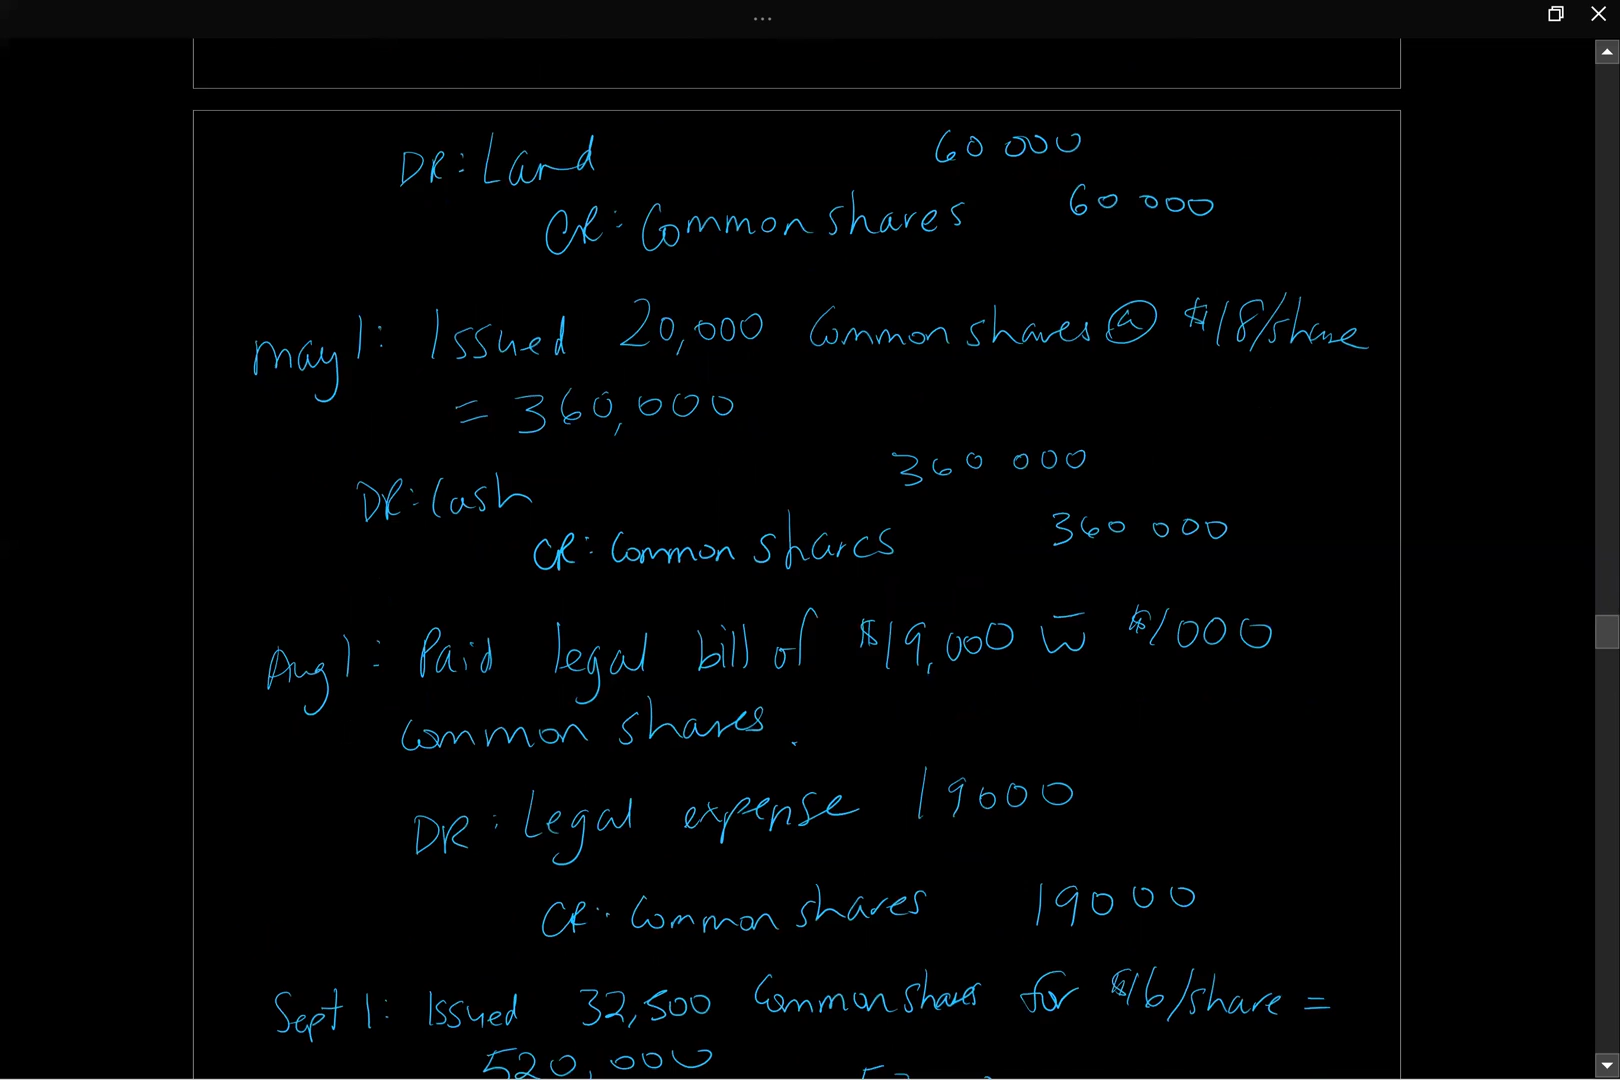 ...
DR: Land 60 000
CR: Common shares 60 000
May 1: Issued 20,000 Common shares @ $18/share
= 360,000
DR: Cash 360 000
CR: Common shares 360 000
Aug 1: Paid legal bill of $19,000 w̄ $1000
common shares.
DR: Legal expense 19000
CR: Common shares 19000
Sept 1: Issued 32,500 Common shares for $16/share =
520,000